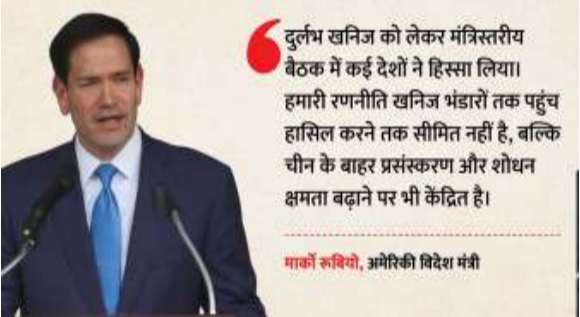 दुर्लभ खनिज को लेकर मंत्रिस्तरीय
बैठक में कई देशों ने हिस्सा लिया।
हमारी रणनीति खनिज भंडारों तक पहुंच
हासिल करने तक सीमित नहीं है, बल्कि
चीन के बाहर प्रसंस्करण और शोधन
क्षमता बढ़ाने पर भी केंद्रित है।
मार्को रूबियो, अमेरिकी विदेश मंत्री